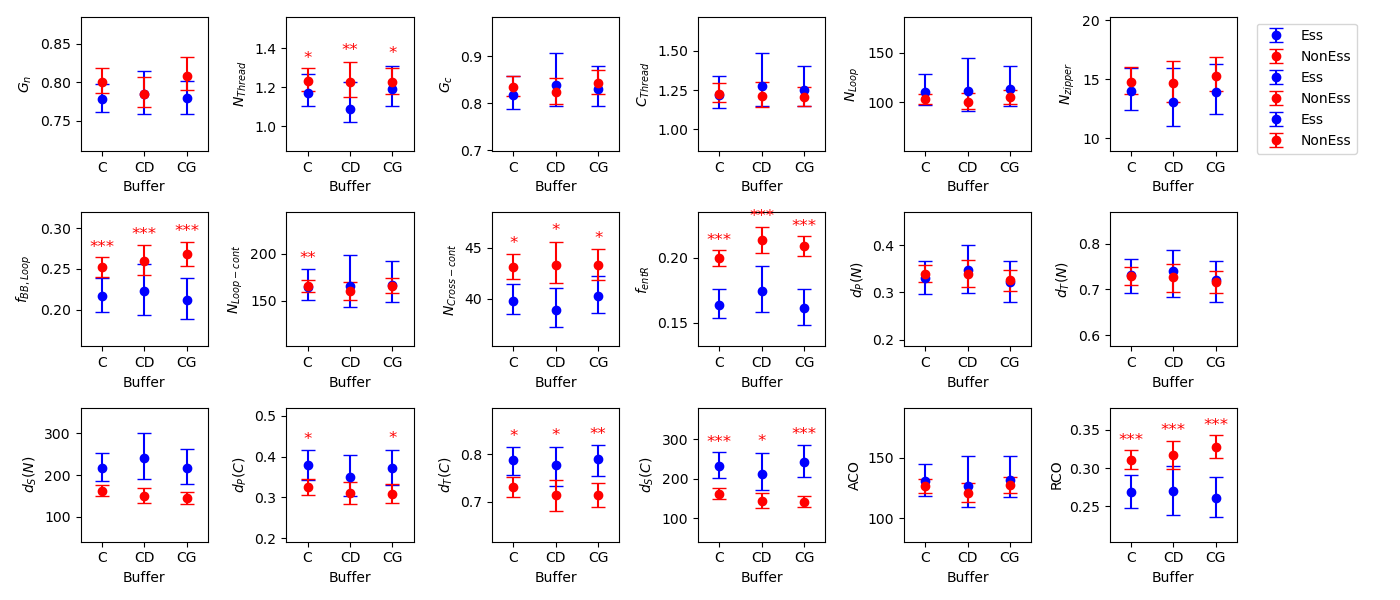 G_n
0.85
0.80
0.75
C CD CG
Buffer
N_Thread
1.4
1.2
1.0
* ** *
C CD CG
Buffer
G_c
0.9
0.8
0.7
C CD CG
Buffer
C_Thread
1.50
1.25
1.00
C CD CG
Buffer
N_Loop
150
100
C CD CG
Buffer
N_zipper
20
15
10
C CD CG
Buffer
Ess
NonEss
Ess
NonEss
Ess
NonEss
f_BB,Loop
0.30
0.25
0.20
*** *** ***
C CD CG
Buffer
N_Loop-cont
200
150
**
C CD CG
Buffer
N_Cross-cont
45
40
* * *
C CD CG
Buffer
f_entR
0.20
0.15
*** *** ***
C CD CG
Buffer
d_P(N)
0.4
0.3
0.2
C CD CG
Buffer
d_T(N)
0.8
0.7
0.6
C CD CG
Buffer
d_S(N)
300
200
100
C CD CG
Buffer
d_P(C)
0.5
0.4
0.3
0.2
* *
C CD CG
Buffer
d_T(C)
0.8
0.7
* * **
C CD CG
Buffer
d_S(C)
300
200
100
*** * ***
C CD CG
Buffer
ACO
150
100
C CD CG
Buffer
RCO
0.35
0.30
0.25
*** *** ***
C CD CG
Buffer